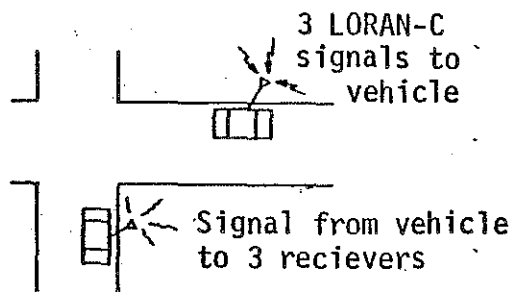 3 LORAN-C
signals to
vehicle
Signal from vehicle
to 3 recievers